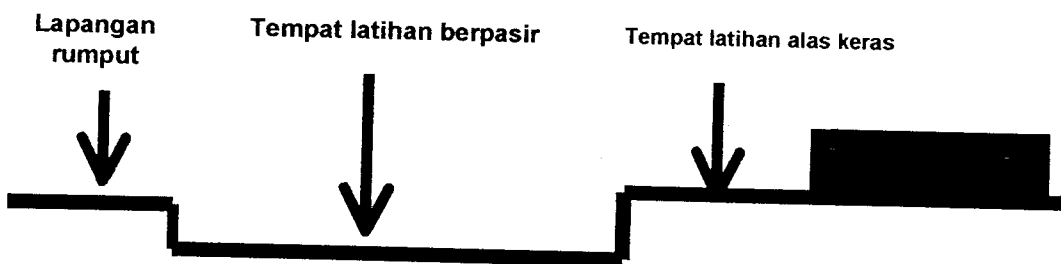 Lapangan
rumput
Tempat latihan berpasir
Tempat latihan alas keras